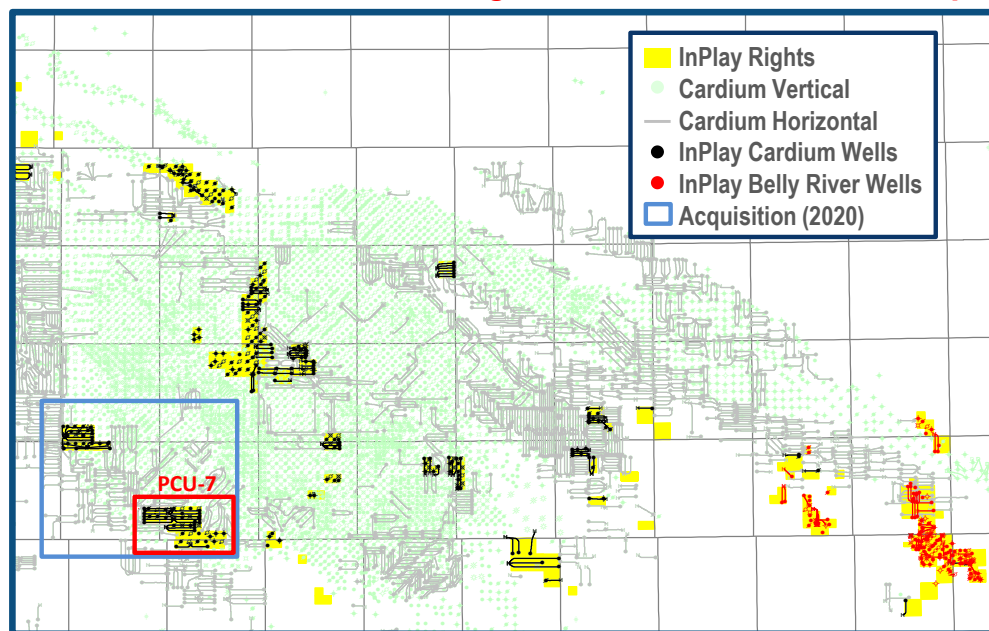 InPlay Rights
Cardium Vertical
Cardium Horizontal
InPlay Cardium Wells
InPlay Belly River Wells
Acquisition (2020)
PCU-7